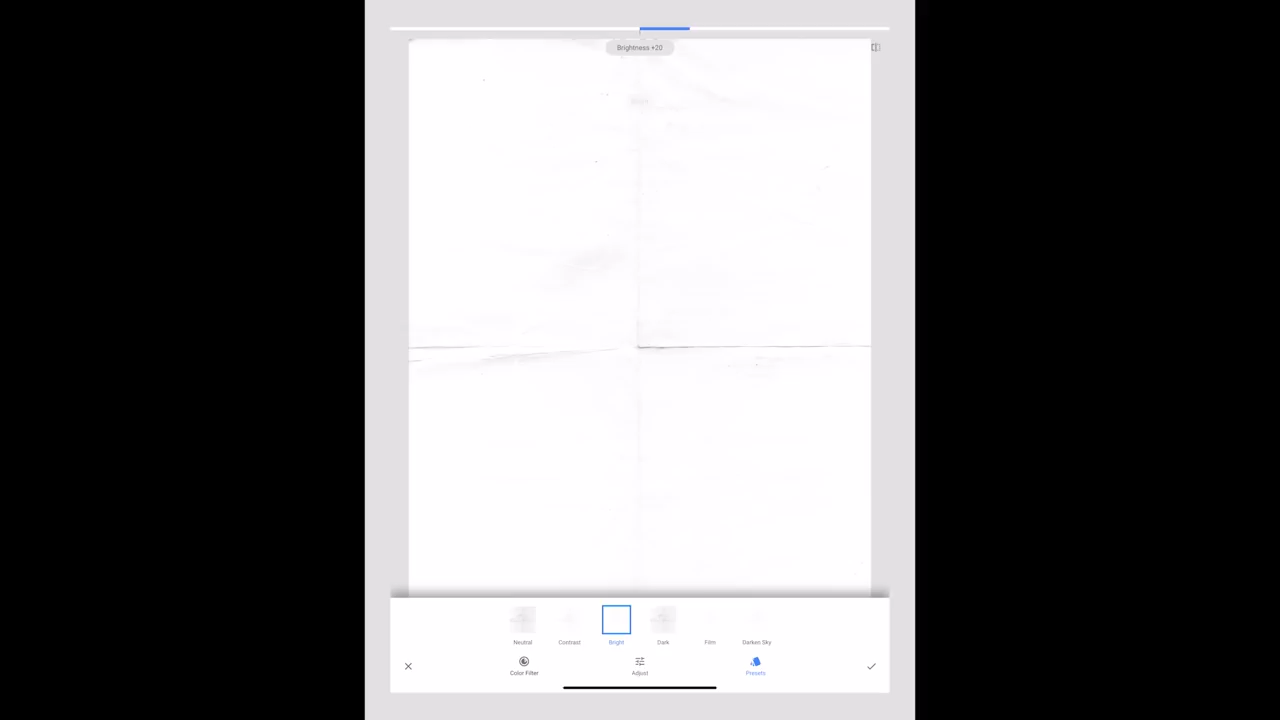 Brightness +20
Neutral Contrast Bright Dark Film Darken Sky
Color Filter Adjust Presets